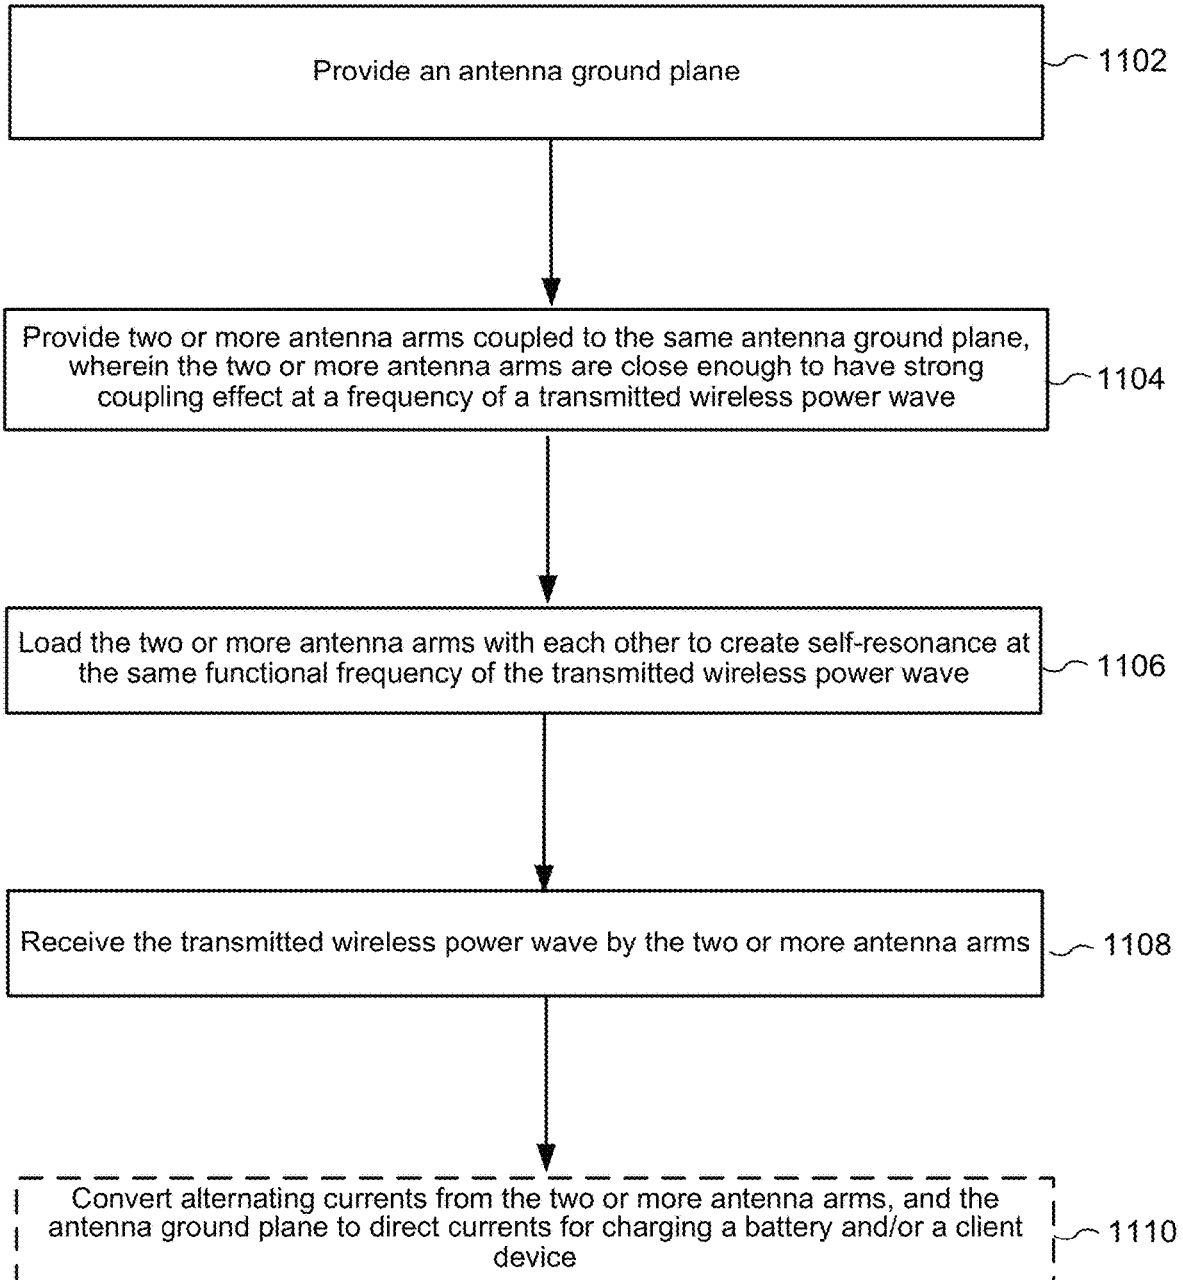 Provide an antenna ground plane
1102
Provide two or more antenna arms coupled to the same antenna ground plane,
wherein the two or more antenna arms are close enough to have strong
coupling effect at a frequency of a transmitted wireless power wave
1104
Load the two or more antenna arms with each other to create self-resonance at
the same functional frequency of the transmitted wireless power wave
1106
Receive the transmitted wireless power wave by the two or more antenna arms
1108
Convert alternating currents from the two or more antenna arms, and the
antenna ground plane to direct currents for charging a battery and/or a client
device
1110